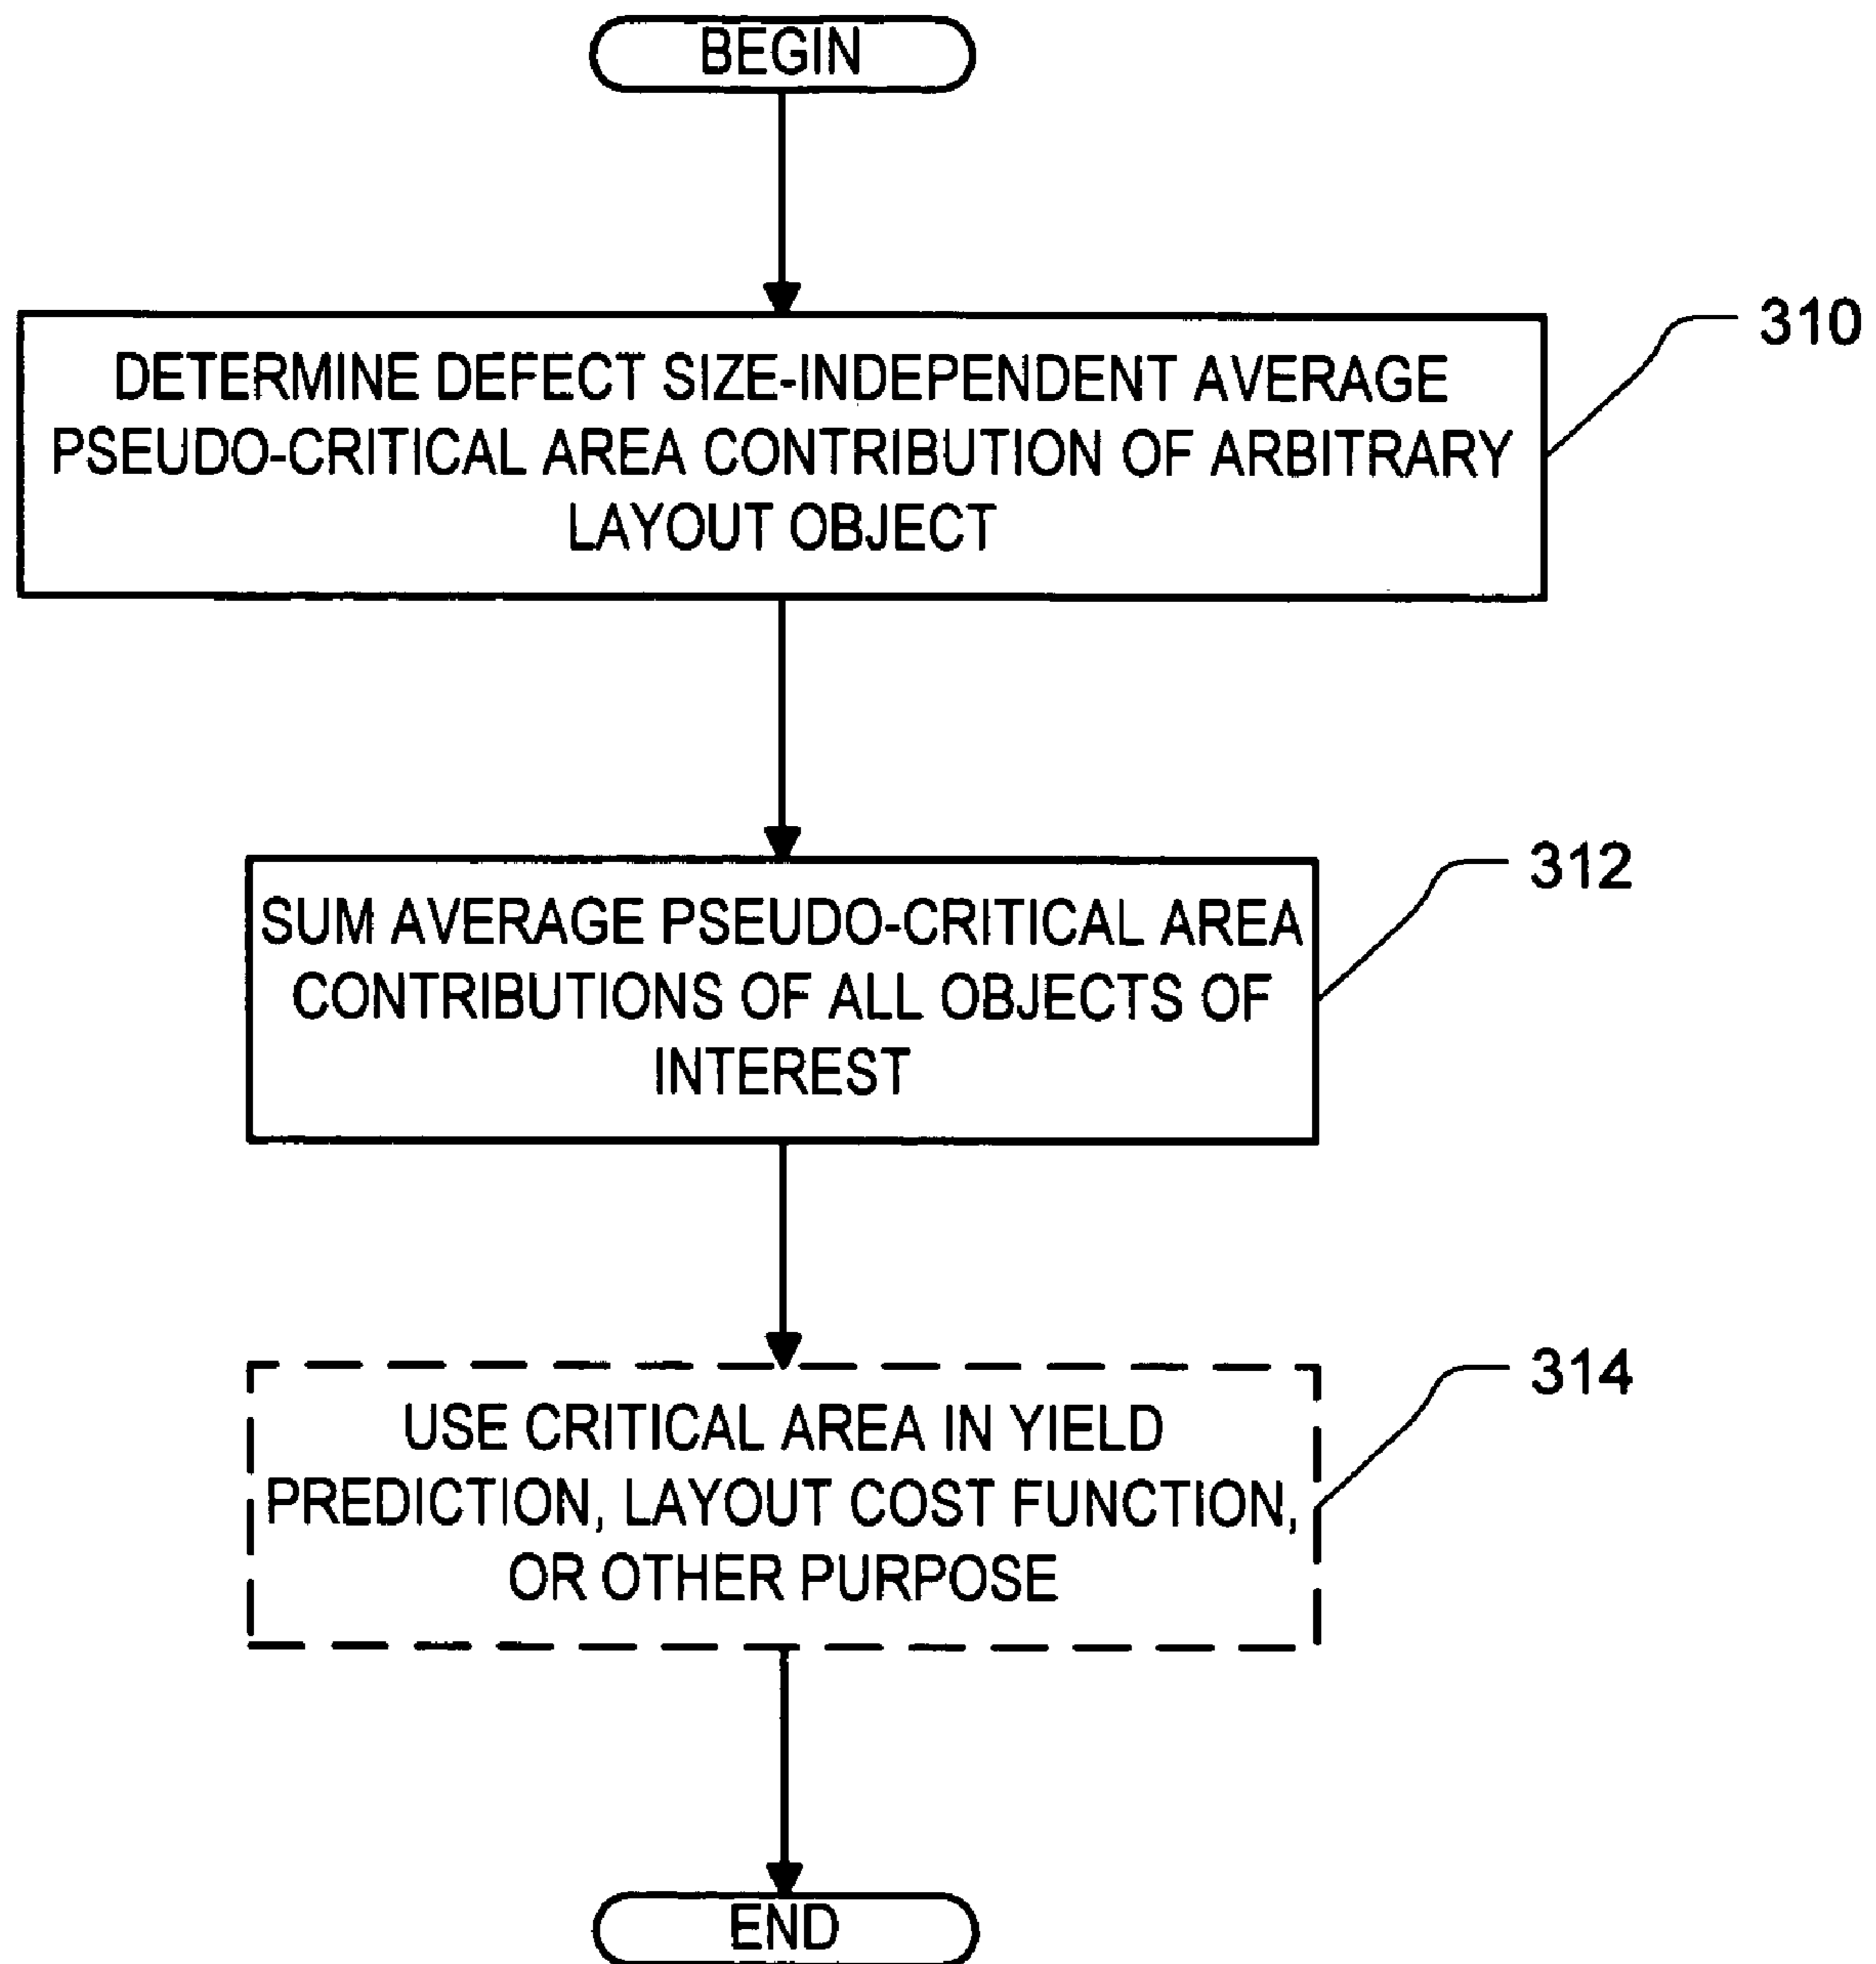 BEGIN
310
DETERMINE DEFECT SIZE-INDEPENDENT AVERAGE
PSEUDO-CRITICAL AREA CONTRIBUTION OF ARBITRARY
LAYOUT OBJECT
312
SUM AVERAGE PSEUDO-CRITICAL AREA
CONTRIBUTIONS OF ALL OBJECTS OF
INTEREST
314
USE CRITICAL AREA IN YIELD
PREDICTION, LAYOUT COST FUNCTION,
OR OTHER PURPOSE
END